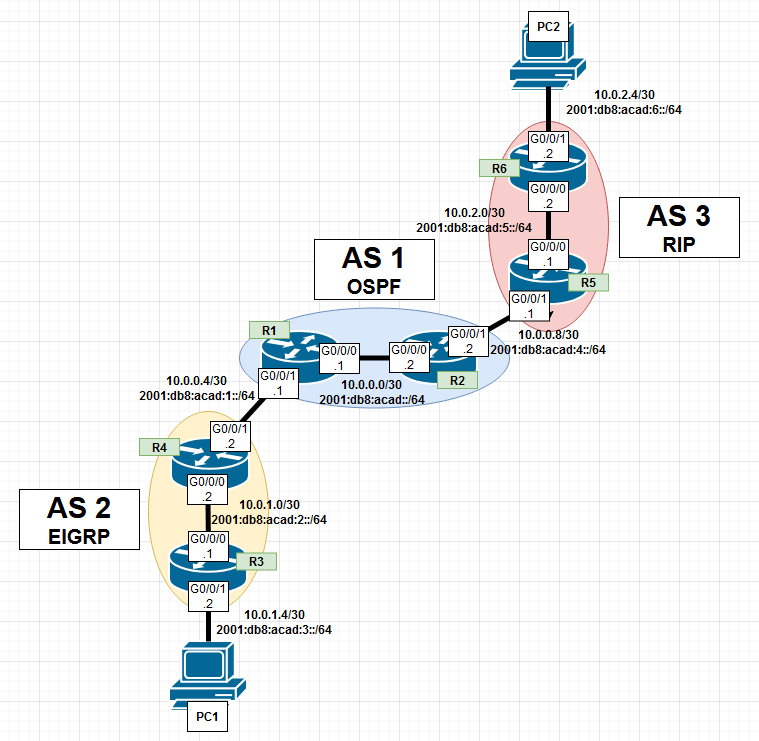 PC2
10.0.2.4/30
2001:db8:acad:6::/64
G0/0/1
.2
R6
G0/0/0
.2
10.0.2.0/30
2001:db8:acad:5::/64
AS 3
RIP
G0/0/0
.1
R5
G0/0/1
.1
10.0.0.8/30
2001:db8:acad:4::/64
AS 1
OSPF
R1
G0/0/0
.1
G0/0/0
.2
G0/0/1
.2
R2
10.0.0.0/30
2001:db8:acad::/64
G0/0/1
.1
10.0.0.4/30
2001:db8:acad:1::/64
G0/0/1
.2
R4
G0/0/0
.2
10.0.1.0/30
2001:db8:acad:2::/64
AS 2
EIGRP
G0/0/0
.1
R3
G0/0/1
.2
10.0.1.4/30
2001:db8:acad:3::/64
PC1